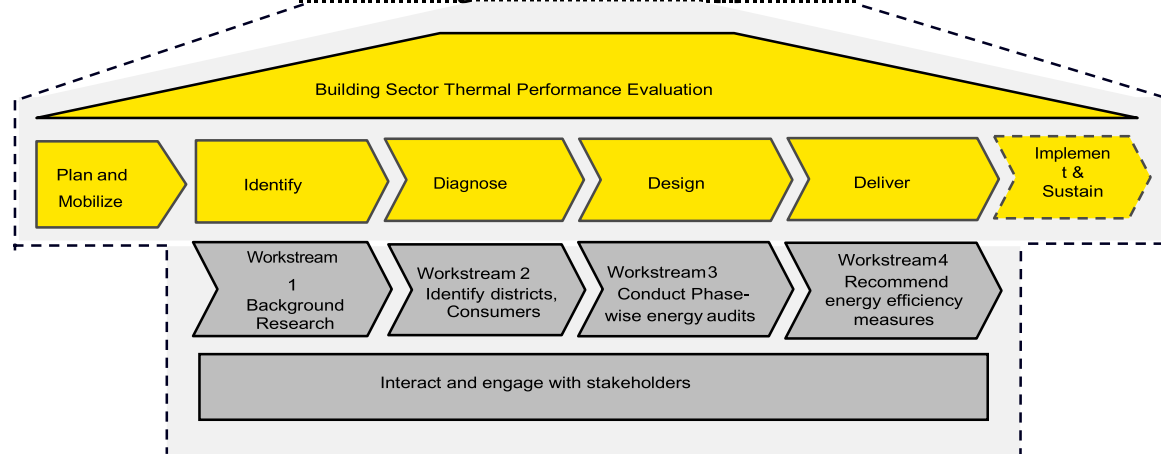 Building Sector Thermal Performance Evaluation
Plan and
Mobilize
Identify
Diagnose
Design
Deliver
Implemen
t &
Sustain
Workstream
1
Background
Research
Workstream 2
Identify districts,
Consumers
Workstream3
Conduct Phase-
wise energy audits
Workstream4
Recommend
energy efficiency
measures
Interact and engage with stakeholders